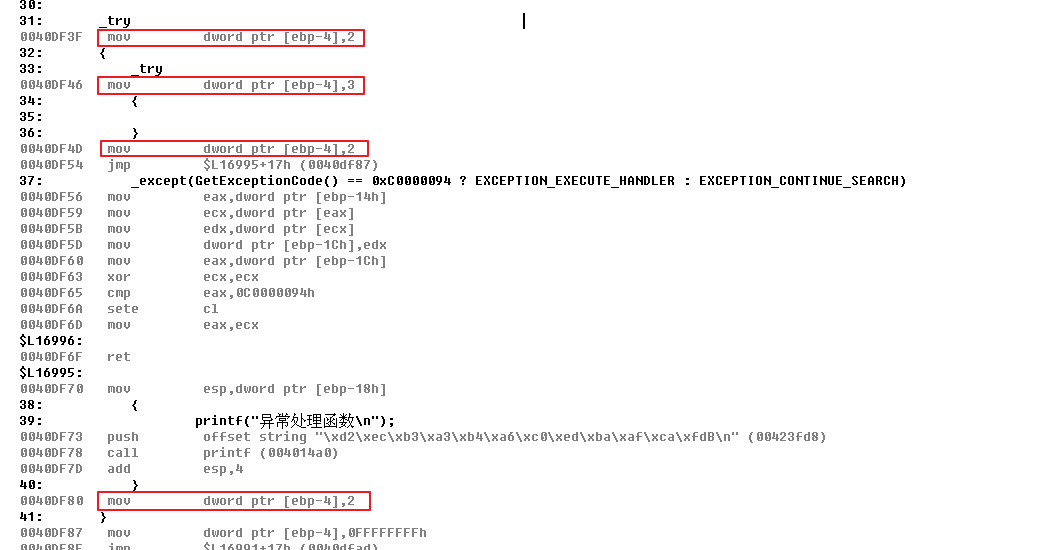 30:
31: _try
0040DF3F mov dword ptr [ebp-4],2
32: {
33: _try
0040DF46 mov dword ptr [ebp-4],3
34: {
35:
36: }
0040DF4D mov dword ptr [ebp-4],2
0040DF54 jmp $L16995+17h (0040df87)
37: _except(GetExceptionCode() == 0xC0000094 ? EXCEPTION_EXECUTE_HANDLER : EXCEPTION_CONTINUE_SEARCH)
0040DF56 mov eax,dword ptr [ebp-14h]
0040DF59 mov ecx,dword ptr [eax]
0040DF5B mov edx,dword ptr [ecx]
0040DF5D mov dword ptr [ebp-1Ch],edx
0040DF60 mov eax,dword ptr [ebp-1Ch]
0040DF63 xor ecx,ecx
0040DF65 cmp eax,0C0000094h
0040DF6A sete cl
0040DF6D mov eax,ecx
$L16996:
0040DF6F ret
$L16995:
0040DF70 mov esp,dword ptr [ebp-18h]
38: {
39: printf("异常处理函数\n");
0040DF73 push offset string "\xd2\xec\xb3\xa3\xb4\xa6\xc0\xed\xba\xaf\xca\xfdB\n" (00423fd8)
0040DF78 call printf (004014a0)
0040DF7D add esp,4
40: }
0040DF80 mov dword ptr [ebp-4],2
41: }
0040DF87 mov dword ptr [ebp-4],0FFFFFFFFh
0040DF8E jmp $L16991+17h (0040dfad)